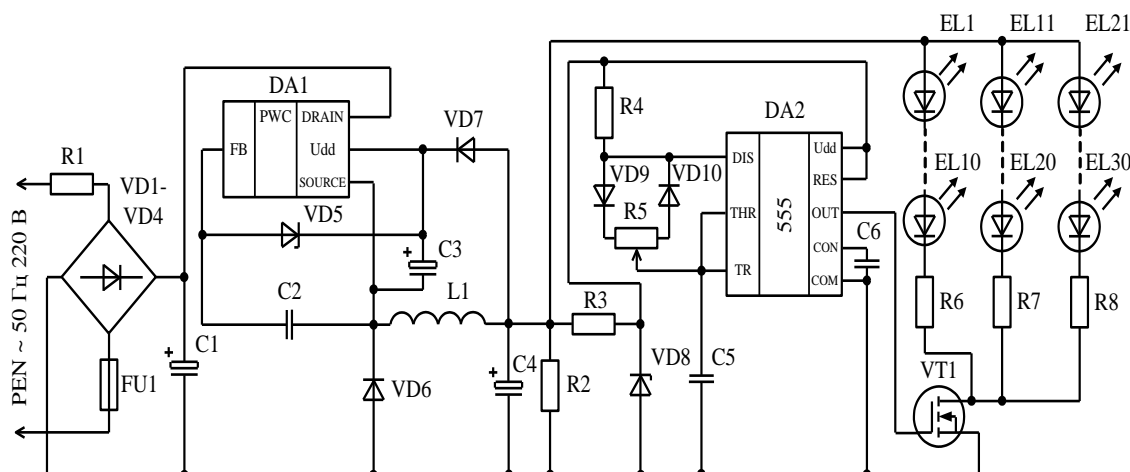 EL1
EL11
EL21
DA1
PWC
DRAIN
FB
Udd
SOURCE
VD7
R1
VD1-
VD4
VD5
C3
C2
L1
C1
FU1
VD6
C4
R2
R3
VD8
C5
R4
VD9
VD10
R5
DA2
DIS
Udd
RES
THR
555
OUT
CON
TR
COM
C6
EL10
EL20
EL30
R6
R7
R8
VT1
+
+
+
PEN ~ 50 Гц 220 В